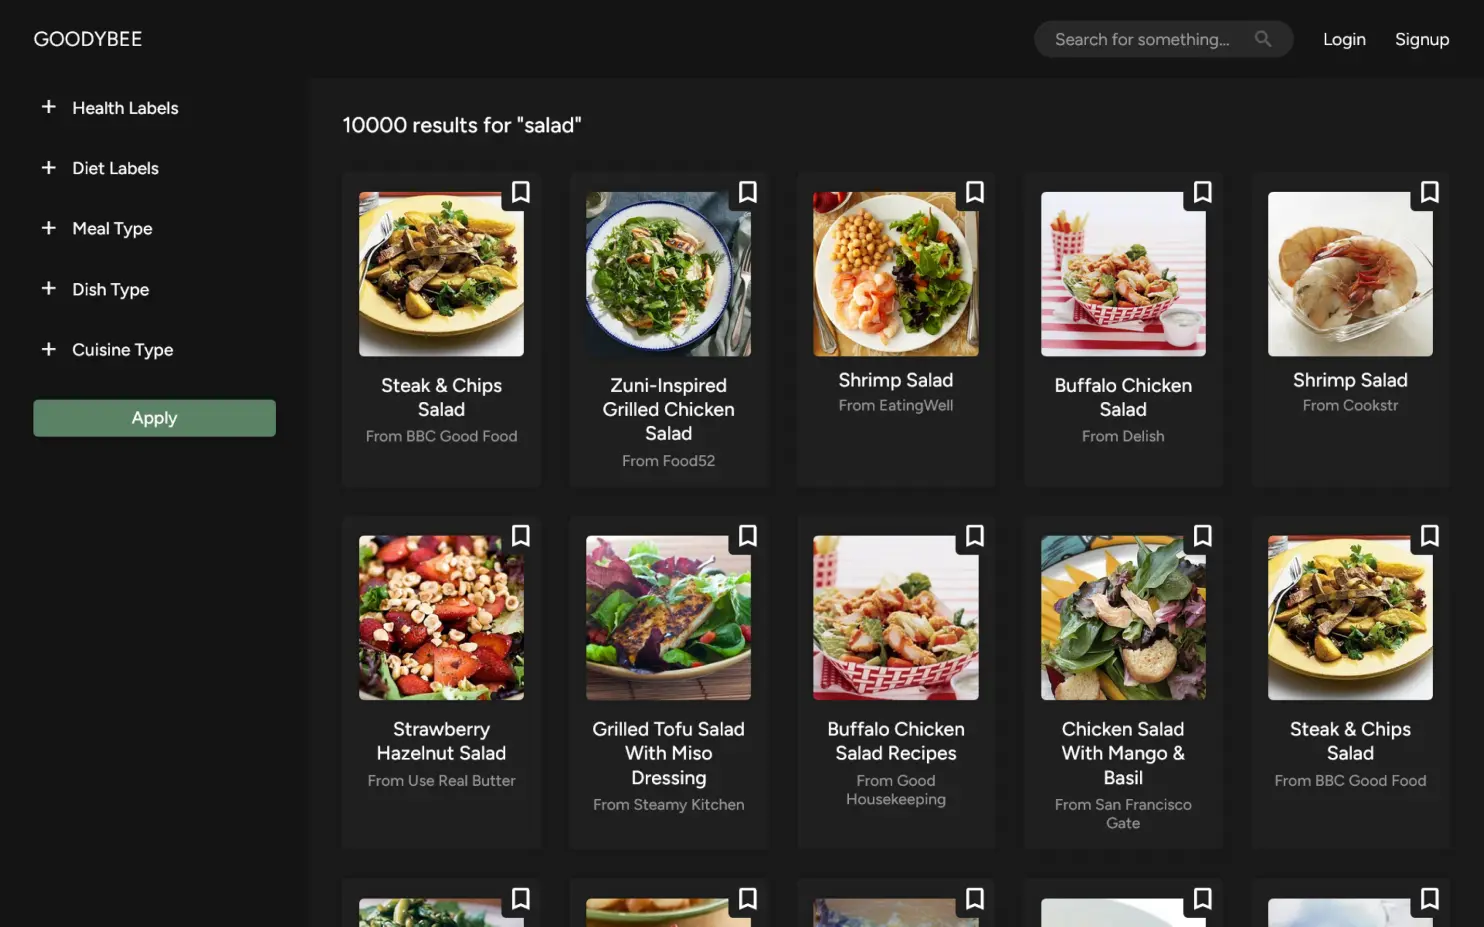 GOODYBEE
Search for something...
Login
Signup
Health Labels
Diet Labels
Meal Type
Dish Type
Cuisine Type
Apply
10000 results for "salad"
Steak & Chips
Salad
From BBC Good Food
Zuni-Inspired
Grilled Chicken
Salad
From Food52
Shrimp Salad
From EatingWell
Buffalo Chicken
Salad
From Delish
Shrimp Salad
From Cookstr
Strawberry
Hazelnut Salad
From Use Real Butter
Grilled Tofu Salad
With Miso
Dressing
From Steamy Kitchen
Buffalo Chicken
Salad Recipes
From Good
Housekeeping
Chicken Salad
With Mango &
Basil
From San Francisco
Gate
Steak & Chips
Salad
From BBC Good Food